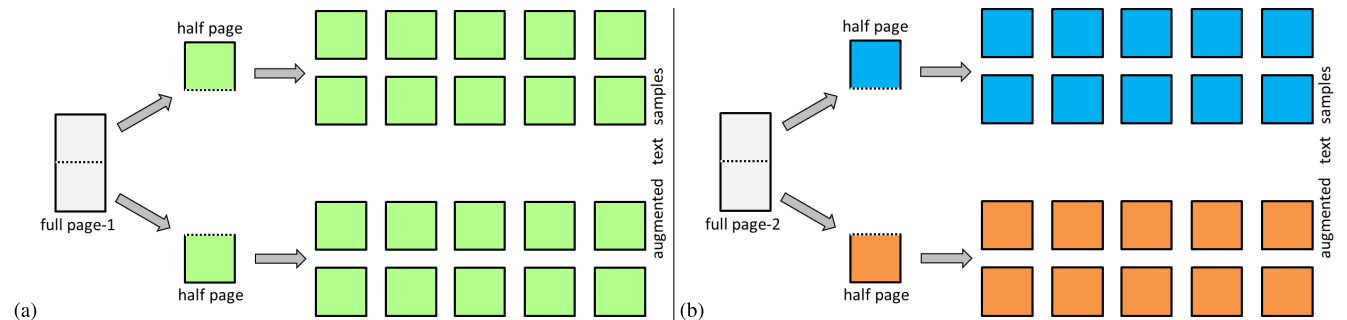 half page
full page-1
half page
augmented text samples
(a)
half page
full page-2
half page
augmented text samples
(b)